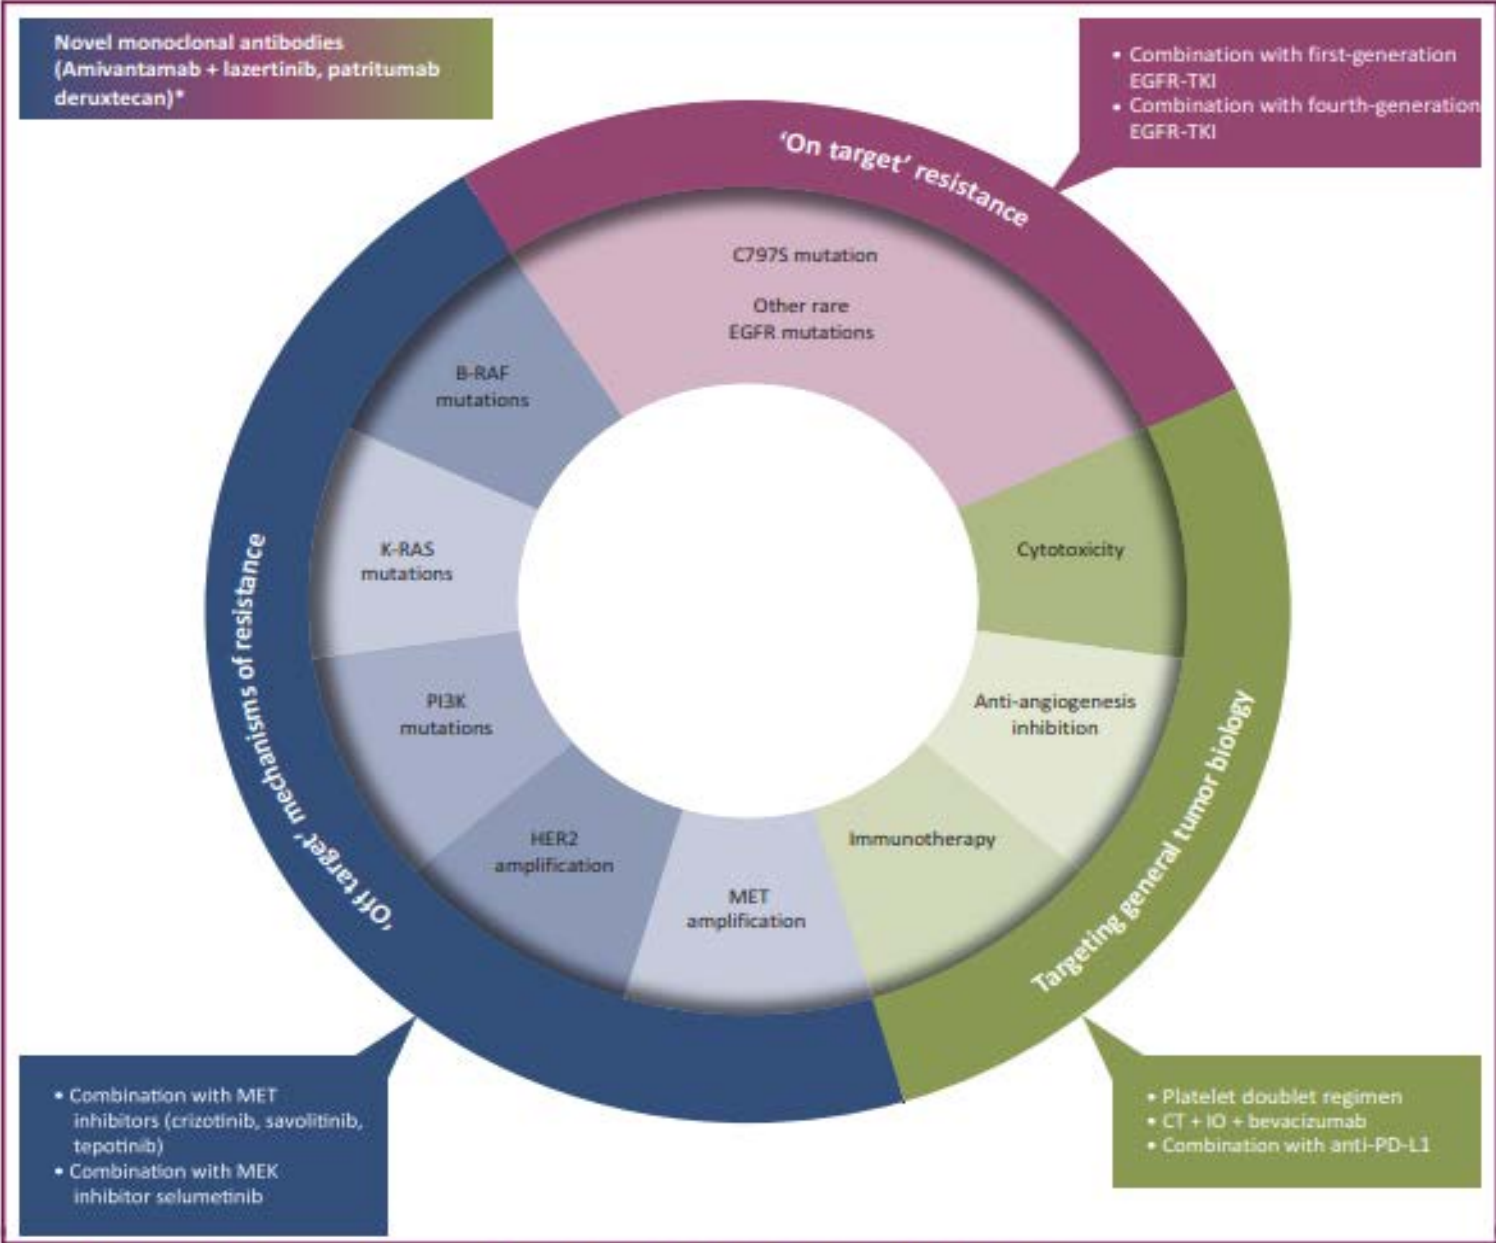 Novel monoclonal antibodies
(Amivantamab + lazertinib, patritumab
deruxtecan)*
• Combination with first-generation
EGFR-TKI
• Combination with fourth-generation
EGFR-TKI
‘On target’ resistance
C797S mutation
Other rare
EGFR mutations
B-RAF
mutations
K-RAS
mutations
PI3K
mutations
HER2
amplification
MET
amplification
Immunotherapy
Anti-angiogenesis
inhibition
Cytotoxicity
‘Off target’ mechanisms of resistance
Targeting general tumor biology
• Combination with MET
inhibitors (crizotinib, savolitinib,
tepotinib)
• Combination with MEK
inhibitor selumetinib
• Platelet doublet regimen
• CT + IO + bevacizumab
• Combination with anti-PD-L1